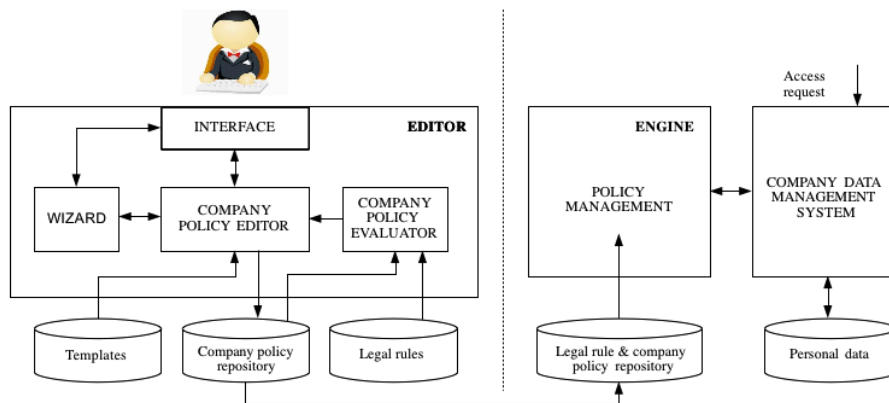 Access
request
INTERFACE
EDITOR
ENGINE
WIZARD
COMPANY
POLICY EDITOR
COMPANY
POLICY
EVALUATOR
POLICY
MANAGEMENT
COMPANY DATA
MANAGEMENT
SYSTEM
Templates
Company policy
repository
Legal rules
Legal rule & company
policy repository
Personal data